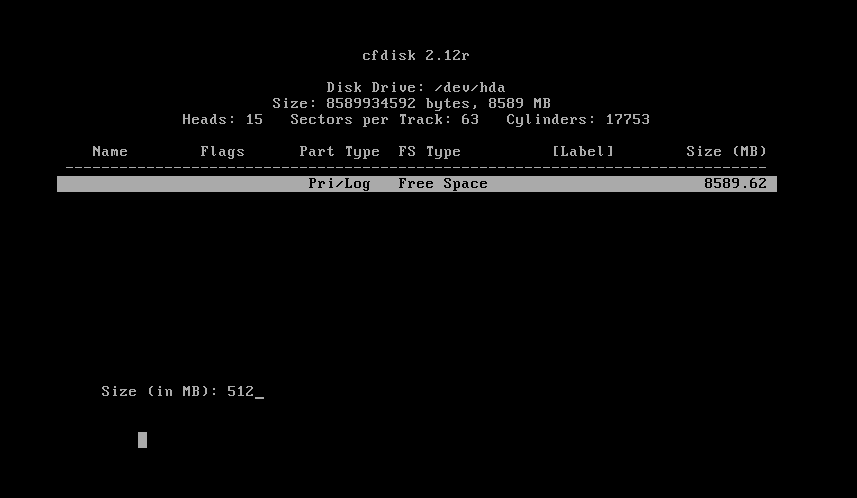 cfdisk 2.12r
Disk Drive: /dev/hda
Size: 8589934592 bytes, 8589 MB
Heads: 15   Sectors per Track: 63   Cylinders: 17753
Name        Flags      Part Type  FS Type          [Label]        Size (MB)
------------------------------------------------------------------------------
Pri/Log   Free Space                        8589.62
Size (in MB): 512_